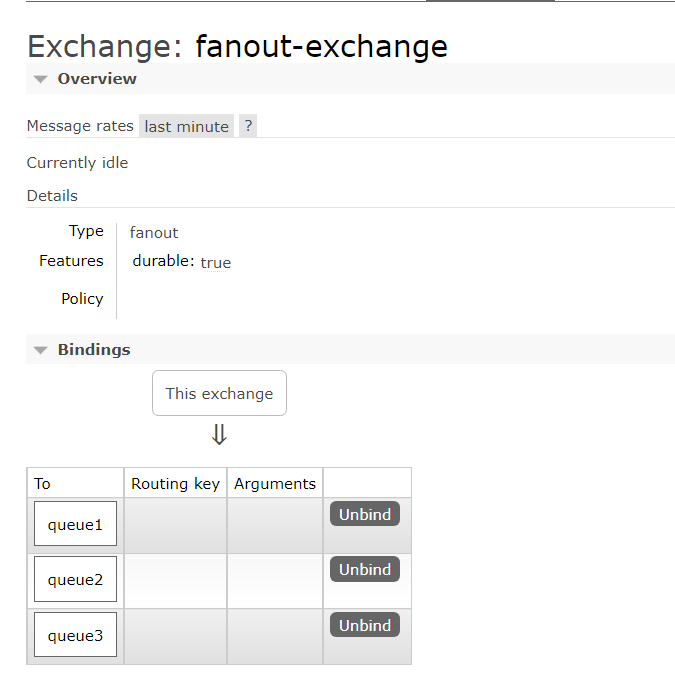 Exchange: fanout-exchange
Overview
Message rates last minute ?
Currently idle
Details
Type fanout
Features durable: true
Policy
Bindings
This exchange
⇓
To Routing key Arguments
queue1 Unbind
queue2 Unbind
queue3 Unbind